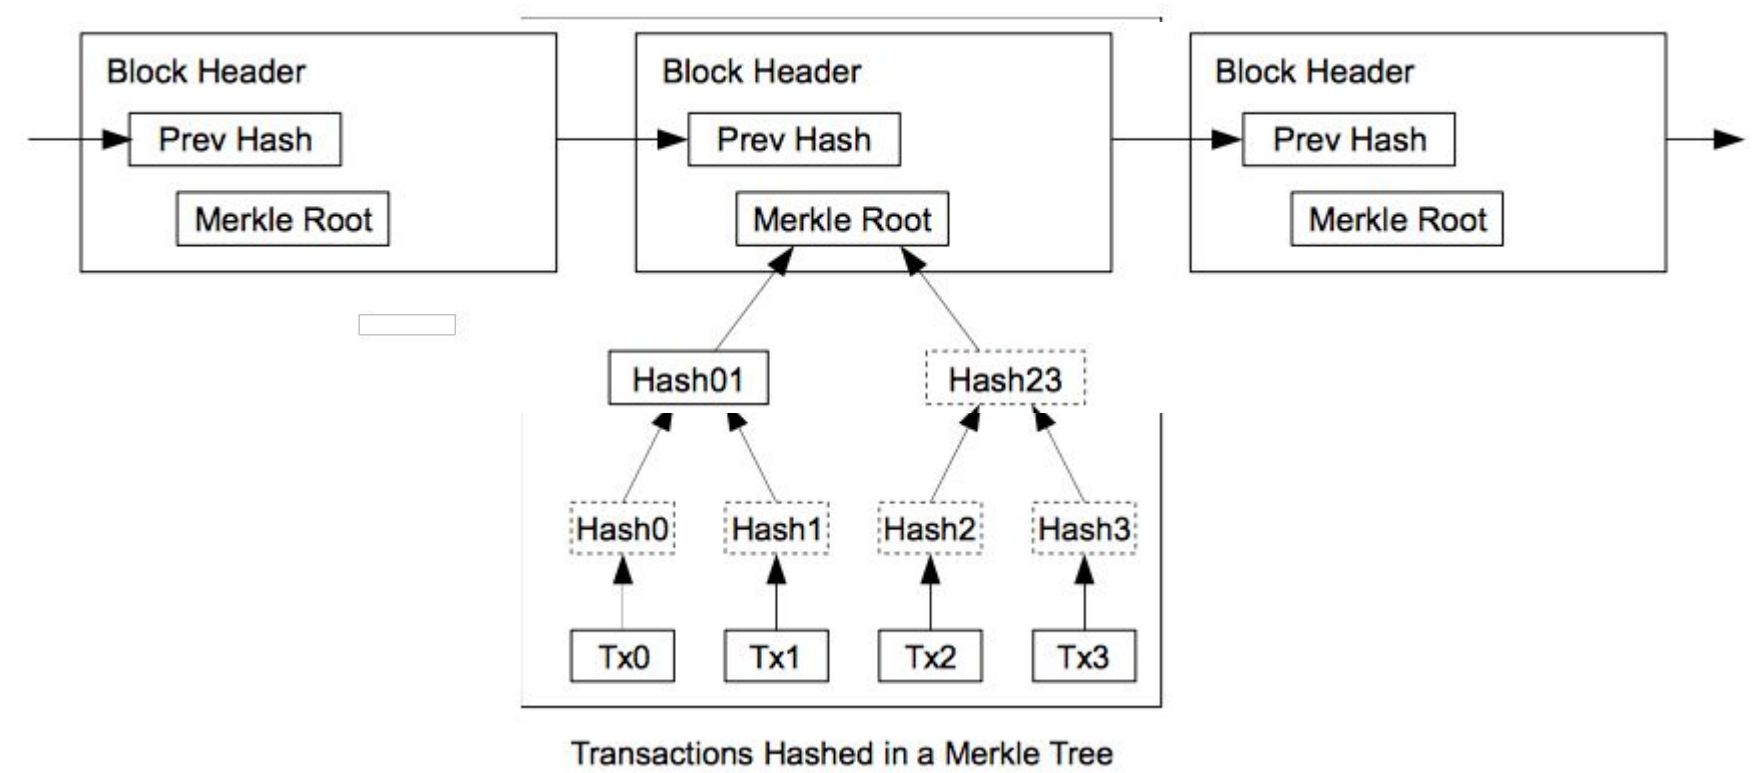 Block Header Block Header Block Header
Prev Hash Prev Hash Prev Hash
Merkle Root Merkle Root Merkle Root
Hash01 Hash23
Hash0 Hash1 Hash2 Hash3
Tx0 Tx1 Tx2 Tx3
Transactions Hashed in a Merkle Tree